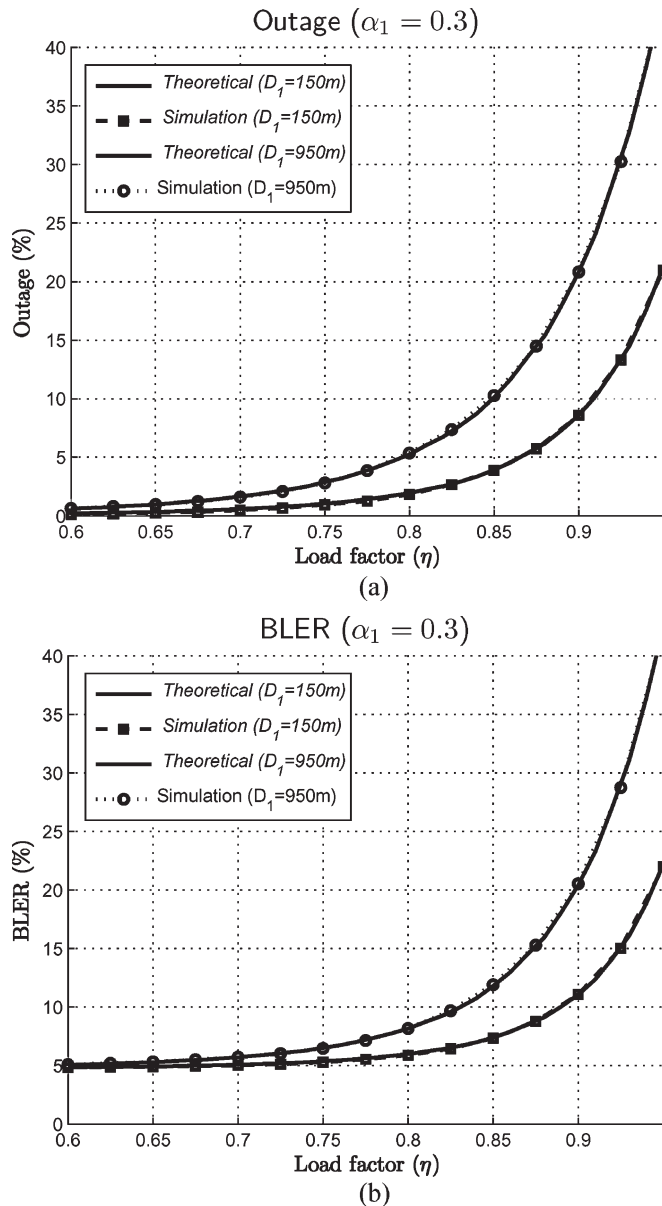 Outage (α₁ = 0.3)
40
35
30
25
20
15
10
5
0
Outage (%)
Theoretical (D₁=150m)
Simulation (D₁=150m)
Theoretical (D₁=950m)
Simulation (D₁=950m)
0.6 0.65 0.7 0.75 0.8 0.85 0.9
Load factor (η)
(a)
BLER (α₁ = 0.3)
40
35
30
25
20
15
10
5
0
BLER (%)
Theoretical (D₁=150m)
Simulation (D₁=150m)
Theoretical (D₁=950m)
Simulation (D₁=950m)
0.6 0.65 0.7 0.75 0.8 0.85 0.9
Load factor (η)
(b)